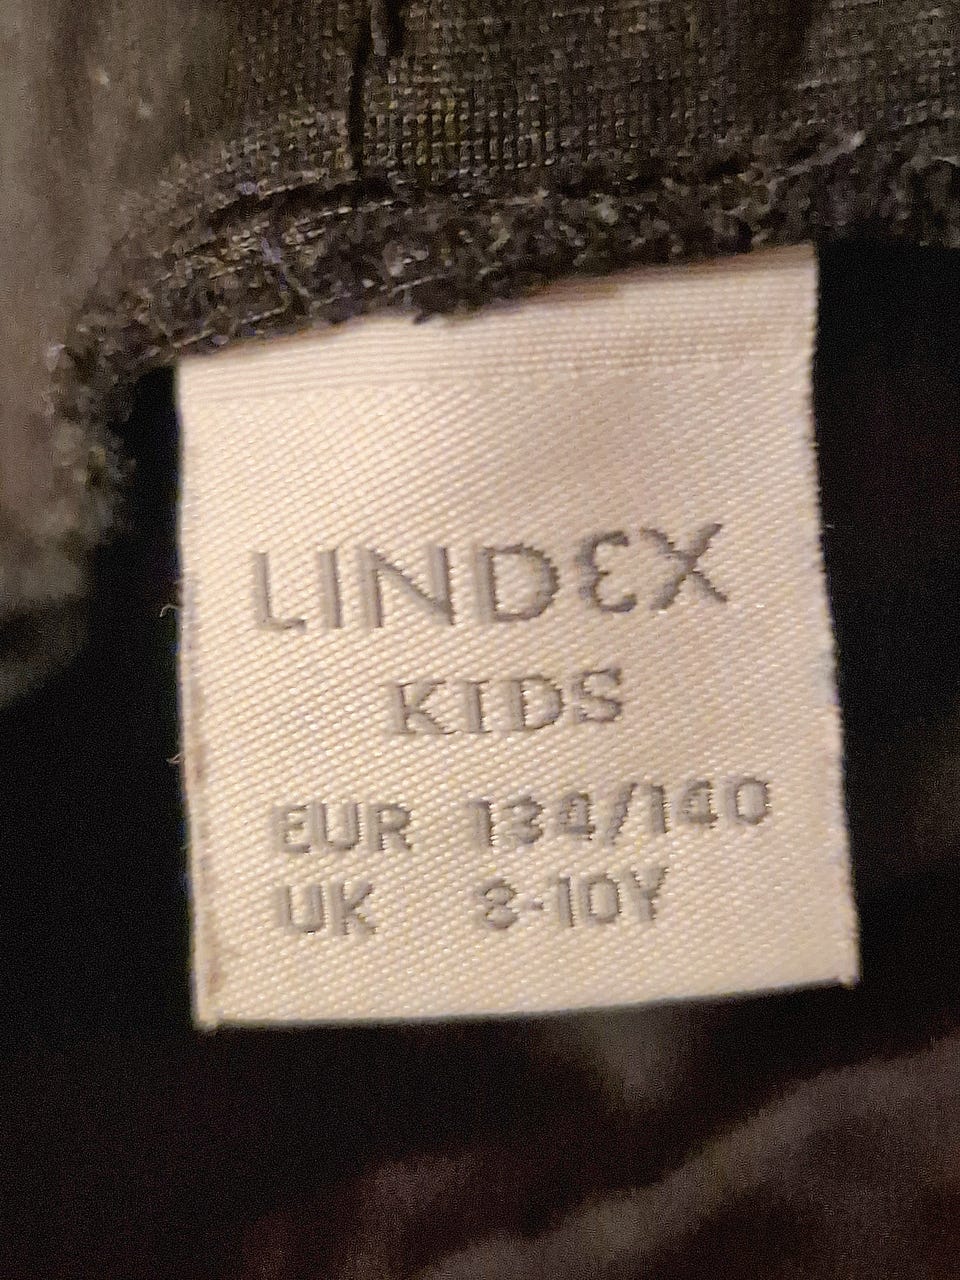 LINDEX
KIDS
EUR 134/140
UK 8-10Y